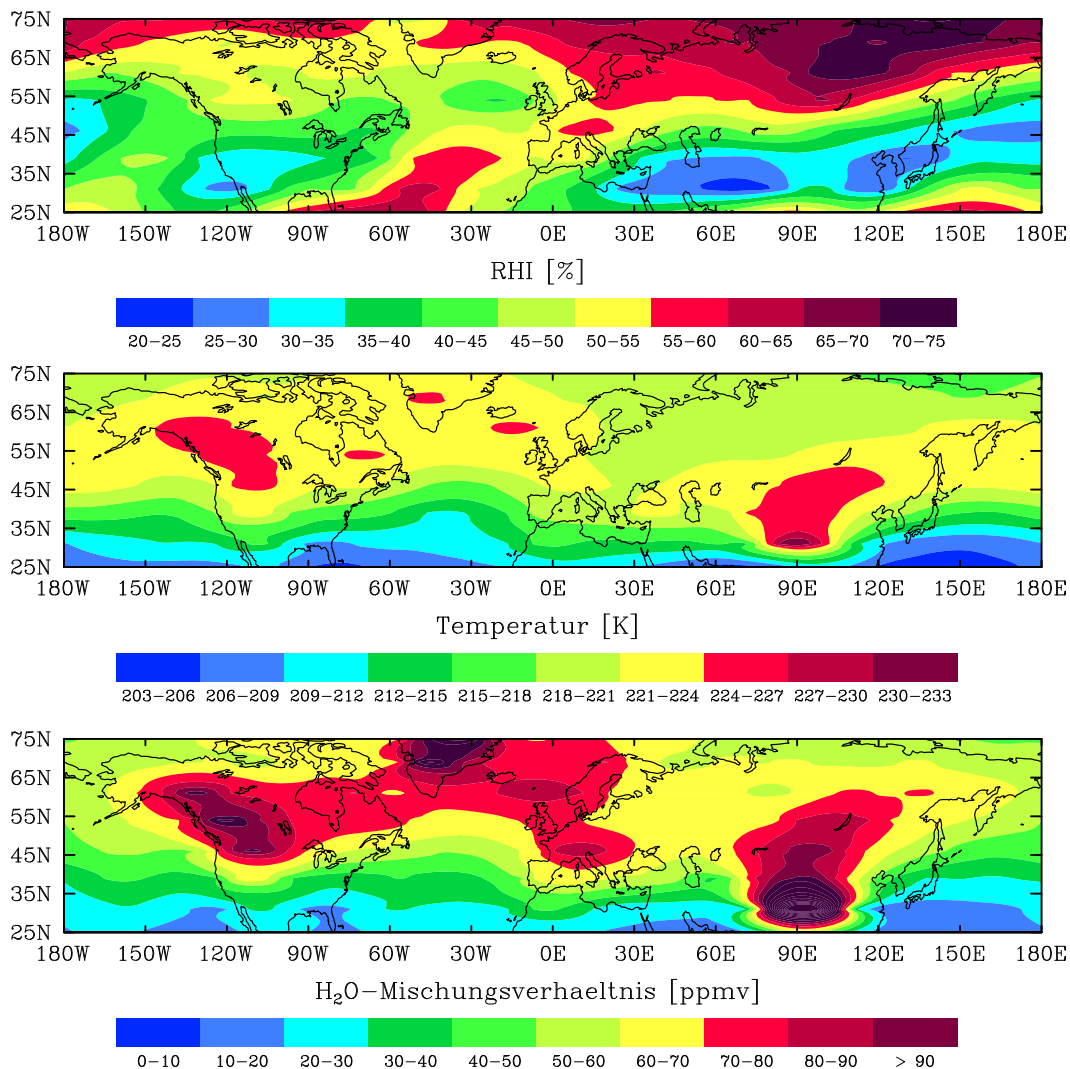 75N
65N
55N
45N
35N
25N
180W 150W 120W 90W 60W 30W 0E 30E 60E 90E 120E 150E 180E
RHI [%]
20-25 25-30 30-35 35-40 40-45 45-50 50-55 55-60 60-65 65-70 70-75
75N
65N
55N
45N
35N
25N
180W 150W 120W 90W 60W 30W 0E 30E 60E 90E 120E 150E 180E
Temperatur [K]
203-206 206-209 209-212 212-215 215-218 218-221 221-224 224-227 227-230 230-233
75N
65N
55N
45N
35N
25N
180W 150W 120W 90W 60W 30W 0E 30E 60E 90E 120E 150E 180E
H₂O-Mischungsverhaeltnis [ppmv]
0-10 10-20 20-30 30-40 40-50 50-60 60-70 70-80 80-90 > 90